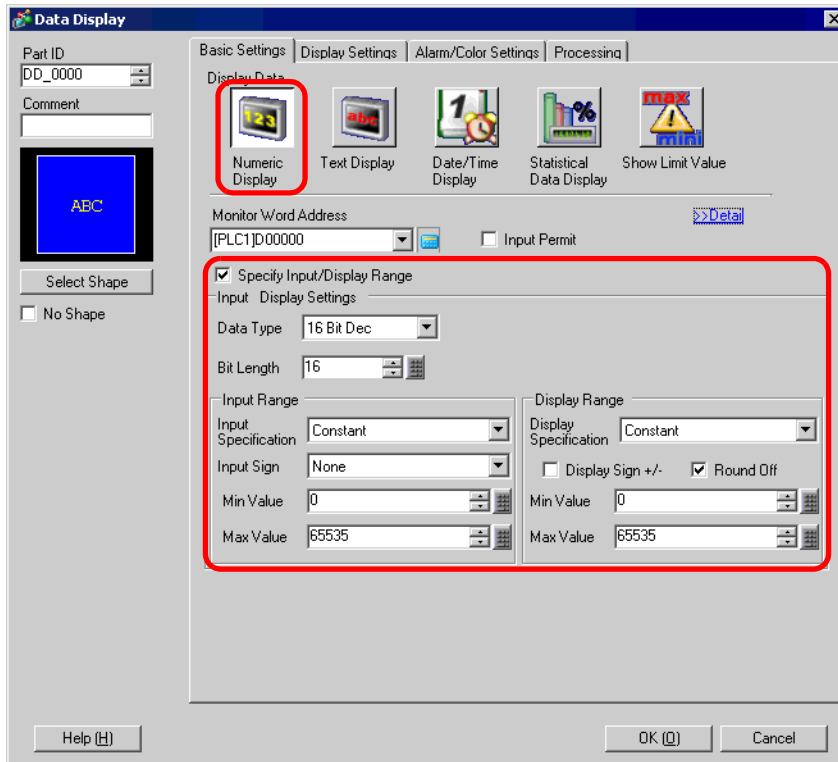 Data Display
Part ID
DD_0000
Comment
ABC
Select Shape
No Shape
Basic Settings Display Settings Alarm/Color Settings Processing
Display Data
123 abc 1 % max mini
Numeric Display Text Display Date/Time Display Statistical Data Display Show Limit Value
Monitor Word Address
>>Detail
[PLC1]D00000 Input Permit
Specify Input/Display Range
Input Display Settings
Data Type 16 Bit Dec
Bit Length 16
Input Range
Input Specification Constant
Input Sign None
Min Value 0
Max Value 65535
Display Range
Display Specification Constant
Display Sign +/- Round Off
Min Value 0
Max Value 65535
Help (H) OK (O) Cancel